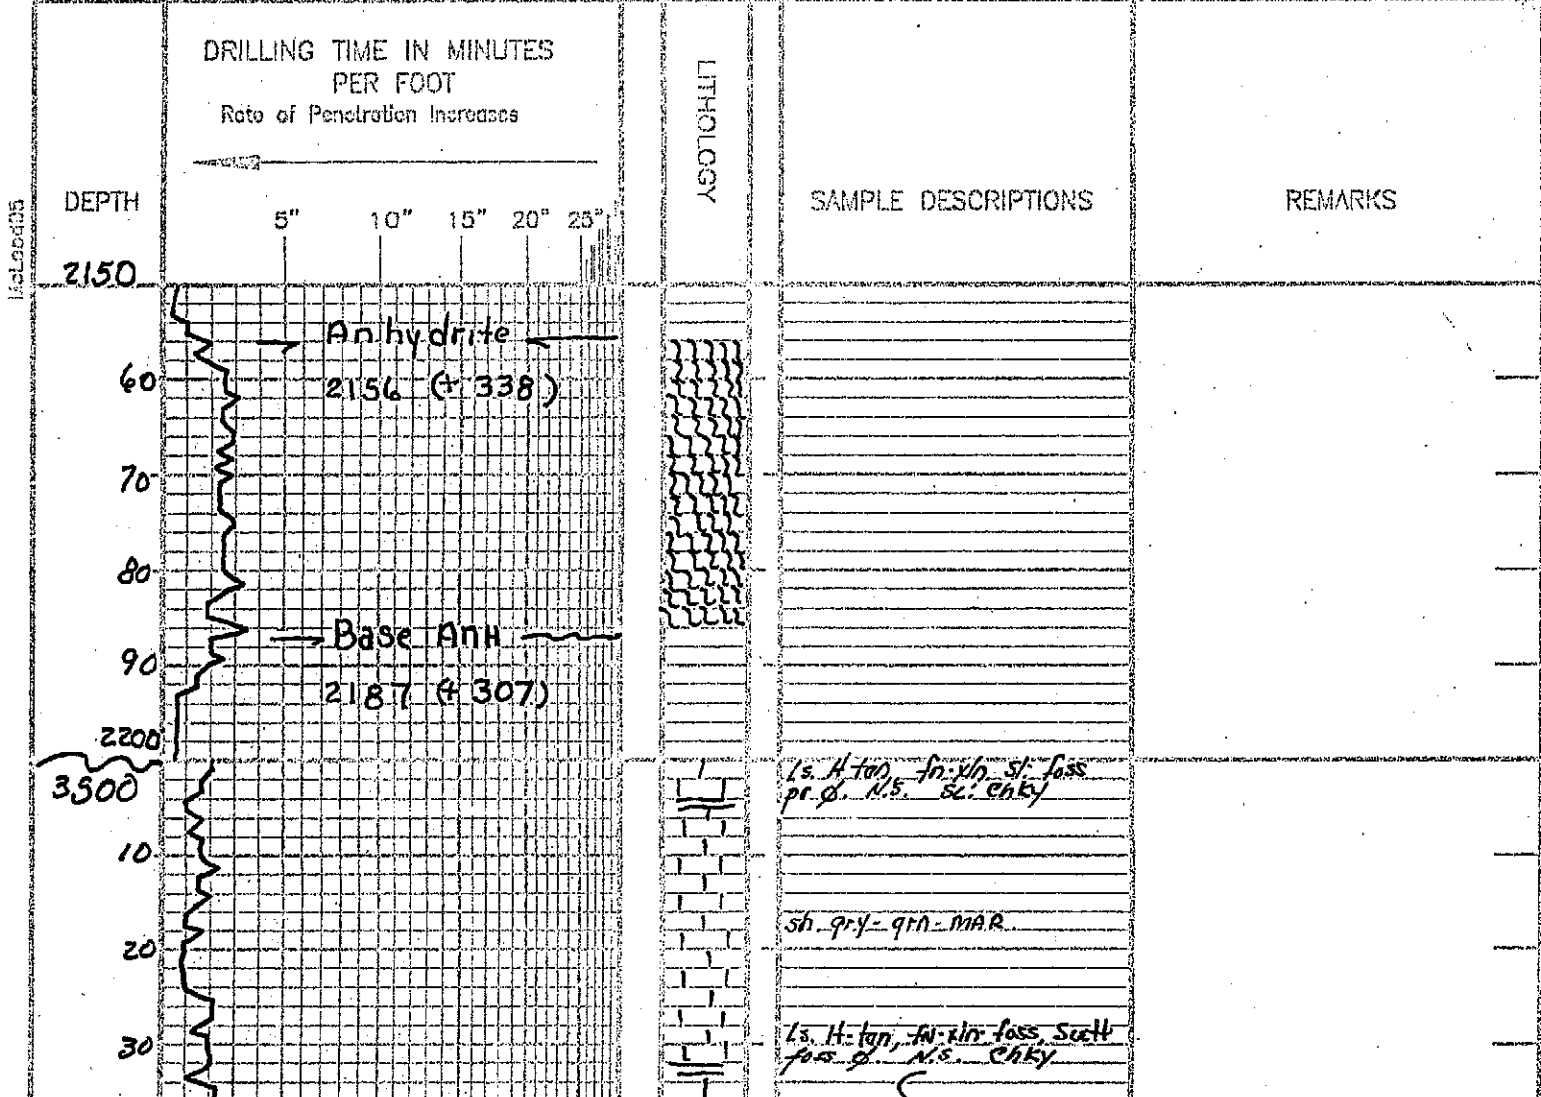 DRILLING TIME IN MINUTES
PER FOOT
Rate of Penetration Increases
LITHOLOGY
DEPTH
5" 10" 15" 20" 25"
SAMPLE DESCRIPTIONS
REMARKS
2150
Anhydrite
60
2156 (+ 338)
70
80
Base AnH
90
2187 (+ 307)
2200
3500
Ls. lt-tan, fn-xln sl. foss
pr ø. N.S. sl. chky
10
sh. gry-grn-MAR.
20
Ls. lt-tan, fn-xln foss, Scatt
30
foss ø. N.S. chky